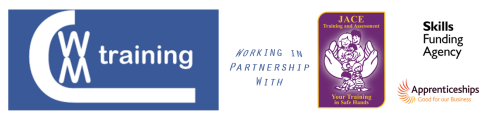 CWM training
Working in
Partnership
With
JACE
Training and Assessment
Your Training
in Safe Hands
Skills
Funding
Agency
Apprenticeships
Good for our Business